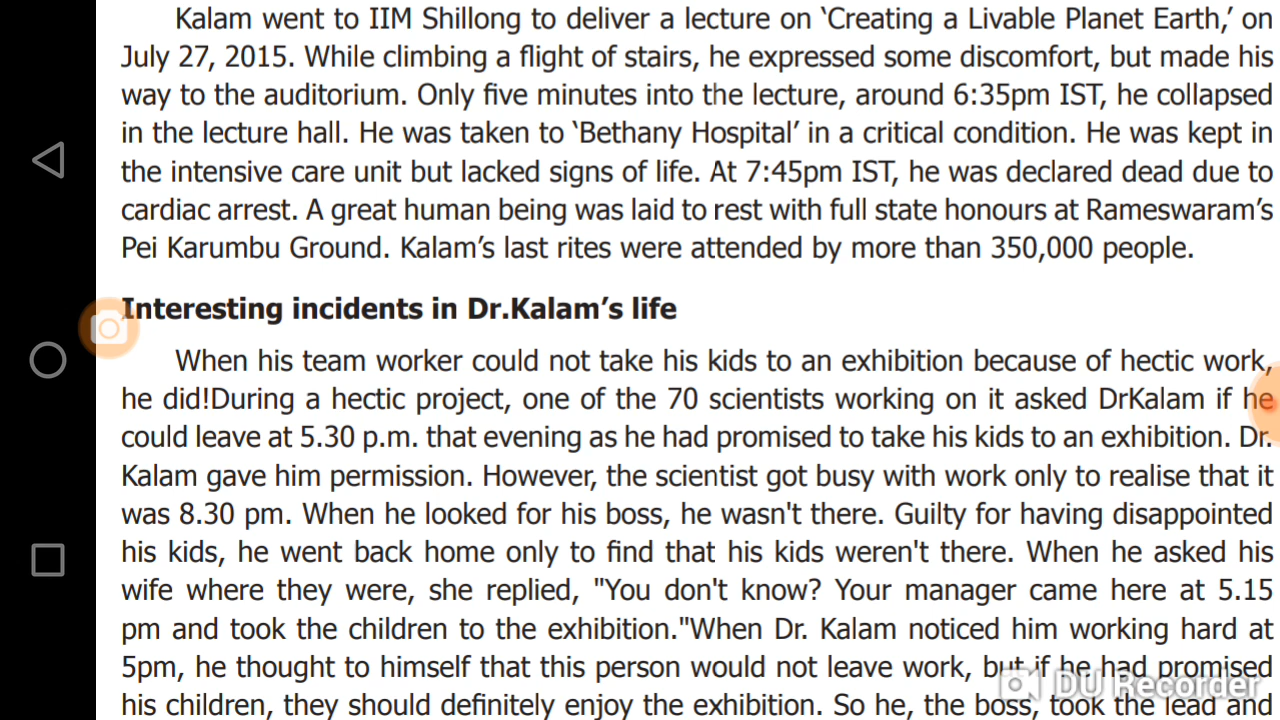 Kalam went to IIM Shillong to deliver a lecture on ‘Creating a Livable Planet Earth,’ on
July 27, 2015. While climbing a flight of stairs, he expressed some discomfort, but made his
way to the auditorium. Only five minutes into the lecture, around 6:35pm IST, he collapsed
in the lecture hall. He was taken to ‘Bethany Hospital’ in a critical condition. He was kept in
the intensive care unit but lacked signs of life. At 7:45pm IST, he was declared dead due to
cardiac arrest. A great human being was laid to rest with full state honours at Rameswaram’s
Pei Karumbu Ground. Kalam’s last rites were attended by more than 350,000 people.
Interesting incidents in Dr.Kalam’s life
When his team worker could not take his kids to an exhibition because of hectic work,
he did!During a hectic project, one of the 70 scientists working on it asked DrKalam if he
could leave at 5.30 p.m. that evening as he had promised to take his kids to an exhibition. Dr.
Kalam gave him permission. However, the scientist got busy with work only to realise that it
was 8.30 pm. When he looked for his boss, he wasn't there. Guilty for having disappointed
his kids, he went back home only to find that his kids weren't there. When he asked his
wife where they were, she replied, "You don't know? Your manager came here at 5.15
pm and took the children to the exhibition."When Dr. Kalam noticed him working hard at
5pm, he thought to himself that this person would not leave work, but if he had promised
his children, they should definitely enjoy the exhibition. So he, the boss, took the lead and
DU Recorder